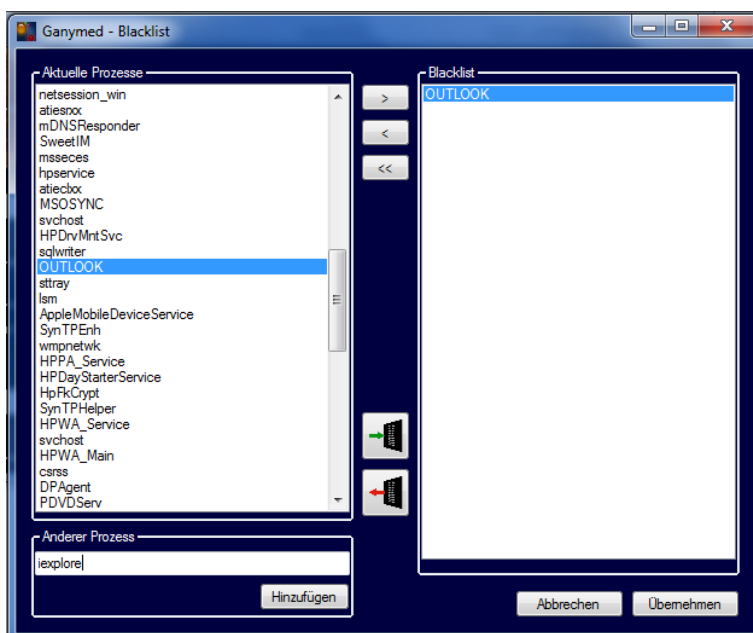 Ganymed - Blacklist
Aktuelle Prozesse
netsession_win
atiesrxx
mDNSResponder
SweetIM
msseces
hpservice
atieclxx
MSOSYNC
svchost
HPDrvMntSvc
sqlwriter
OUTLOOK
sttray
lsm
AppleMobileDeviceService
SynTPEnh
wmpnetwk
HPPA_Service
HPDayStarterService
HpFkCrypt
SynTPHelper
HPWA_Service
svchost
HPWA_Main
csrss
DPAgent
PDVDServ
>
<
<<
Blacklist
OUTLOOK
Anderer Prozess
iexplore
Hinzufügen
Abbrechen
Übernehmen